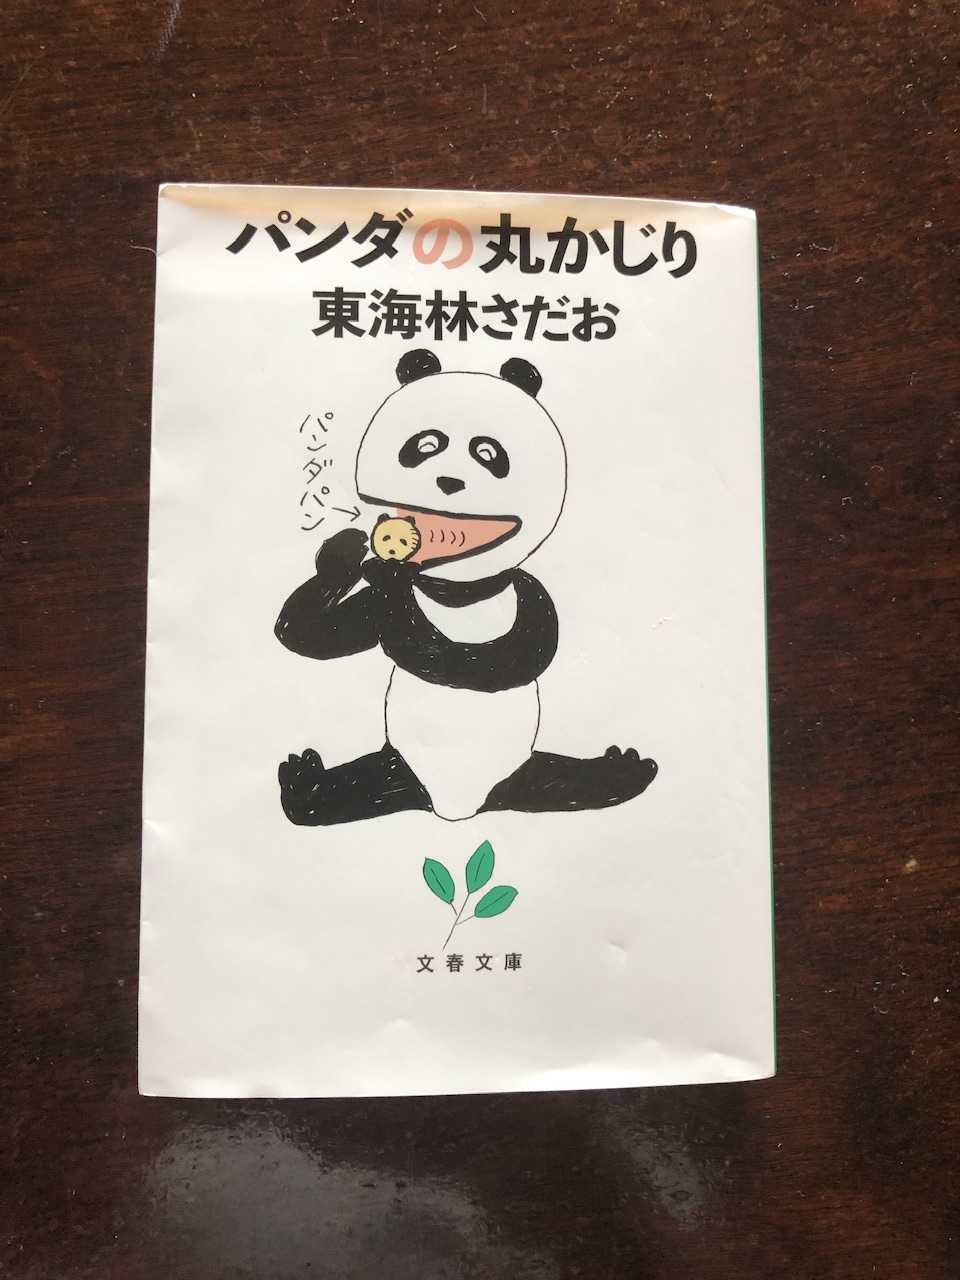 パンダの丸かじり
東海林さだお
パンダパン
文春文庫